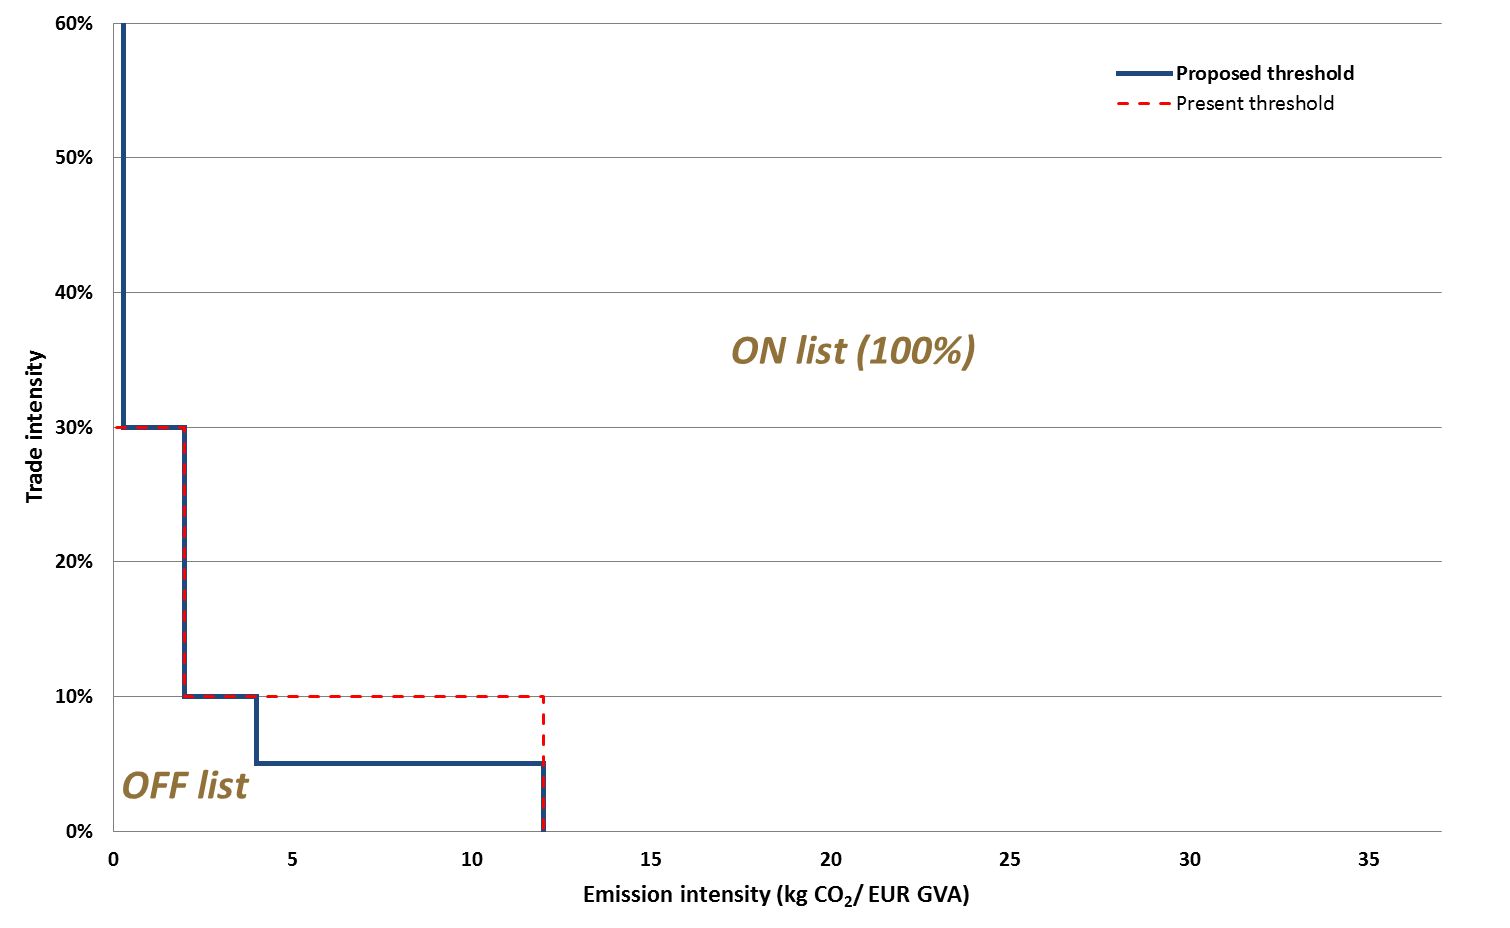 60%
Proposed threshold
Present threshold
50%
40%
ON list (100%)
Trade intensity
30%
20%
10%
OFF list
0%
0 5 10 15 20 25 30 35
Emission intensity (kg CO₂/ EUR GVA)